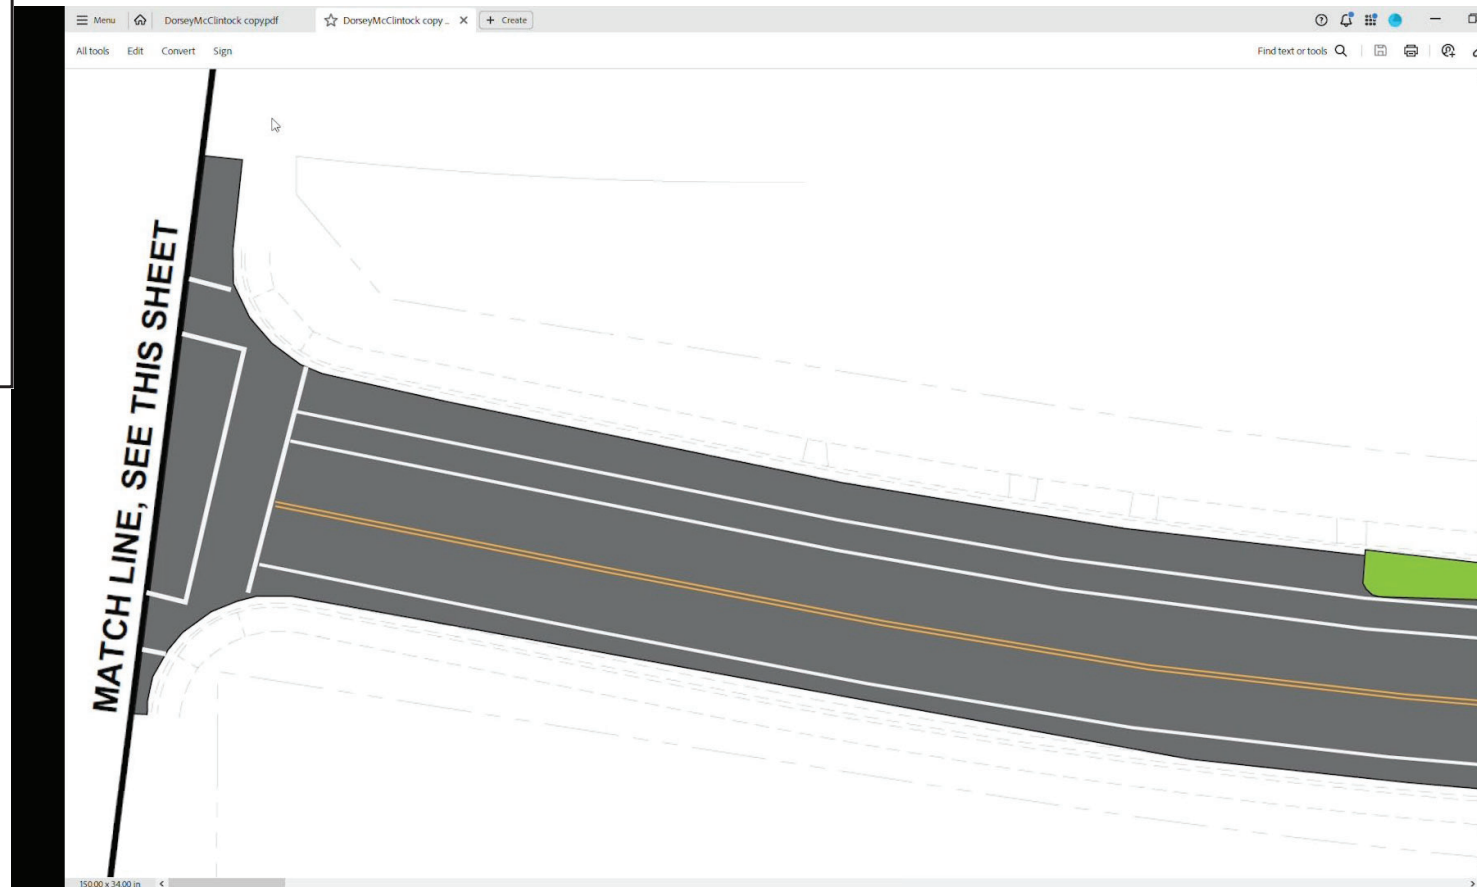 Menu
DorseyMcClintock copy.pdf
DorseyMcClintock copy ..
+ Create
All tools Edit Convert Sign
Find text or tools
MATCH LINE, SEE THIS SHEET
150.00 x 34.00 in